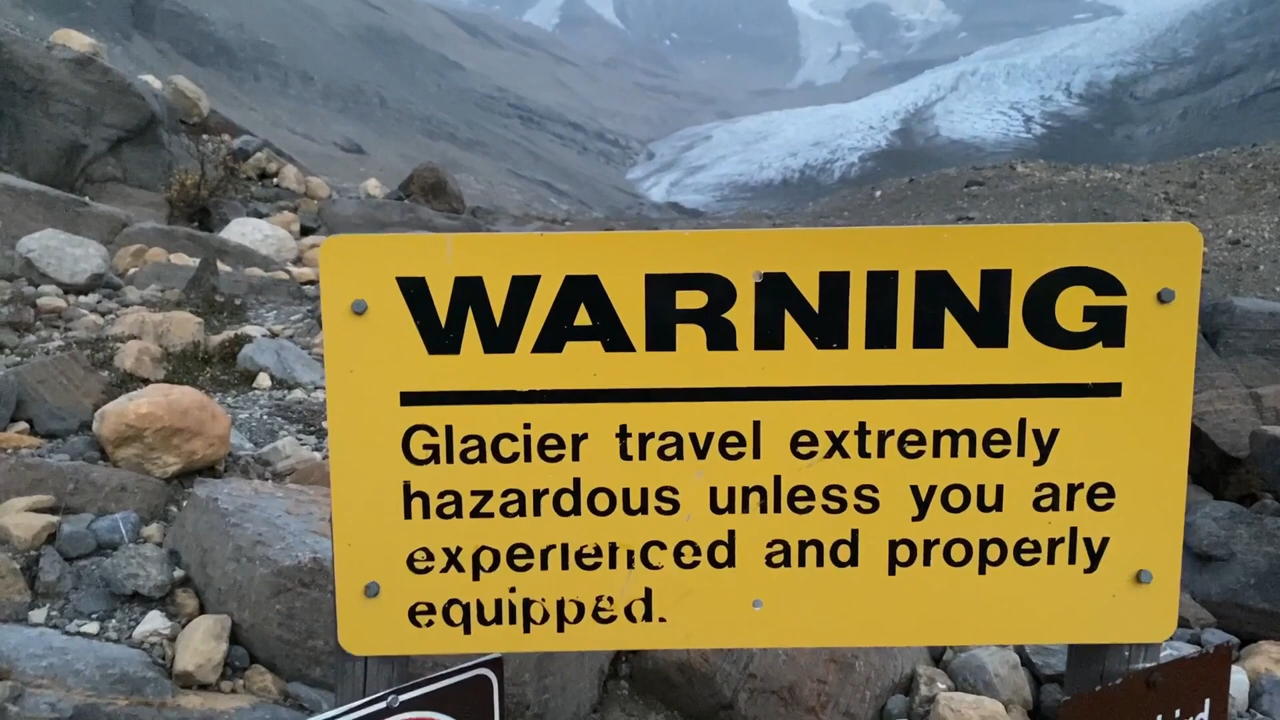 WARNING
Glacier travel extremely
hazardous unless you are
experienced and properly
equipped.